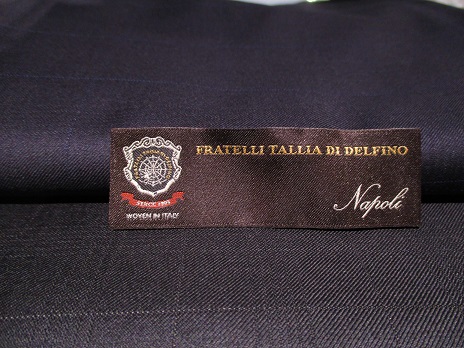 FRATELLI TALLIA DI DELFINO
Napoli
SINCE 1903
WOVEN IN ITALY